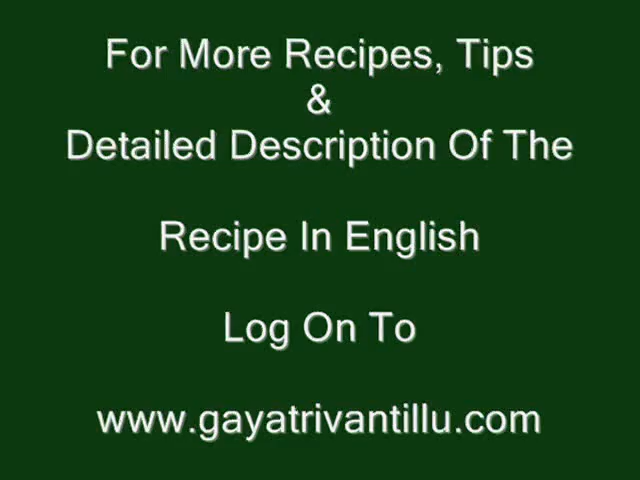 For More Recipes, Tips
&
Detailed Description Of The
Recipe In English
Log On To
www.gayatrivantillu.com